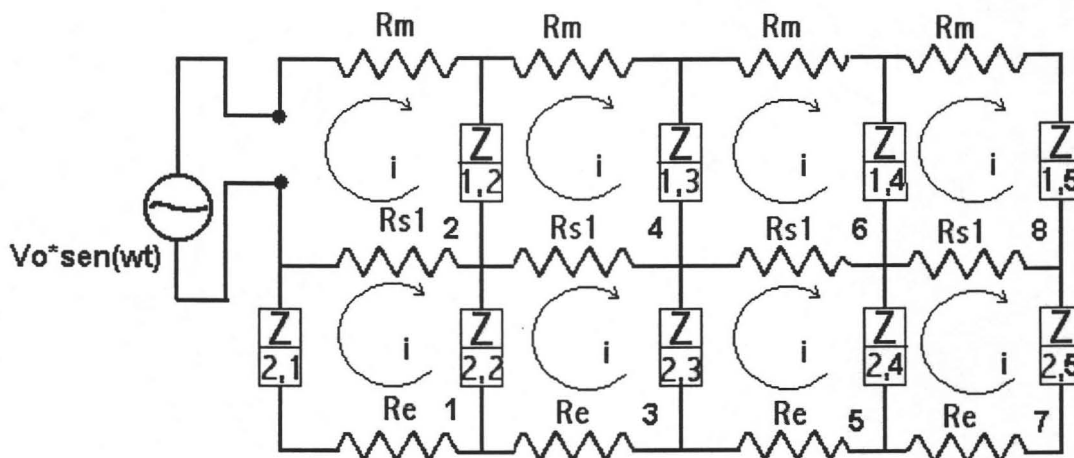 Rm Rm Rm Rm
i i i i
Z Z Z Z
1,2 1,3 1,4 1,5
Vo*sen(wt)
Rs1 2 Rs1 4 Rs1 6 Rs1 8
Z Z Z Z Z
2,1 2,2 2,3 2,4 2,5
i i i i
Re 1 Re 3 Re 5 Re 7